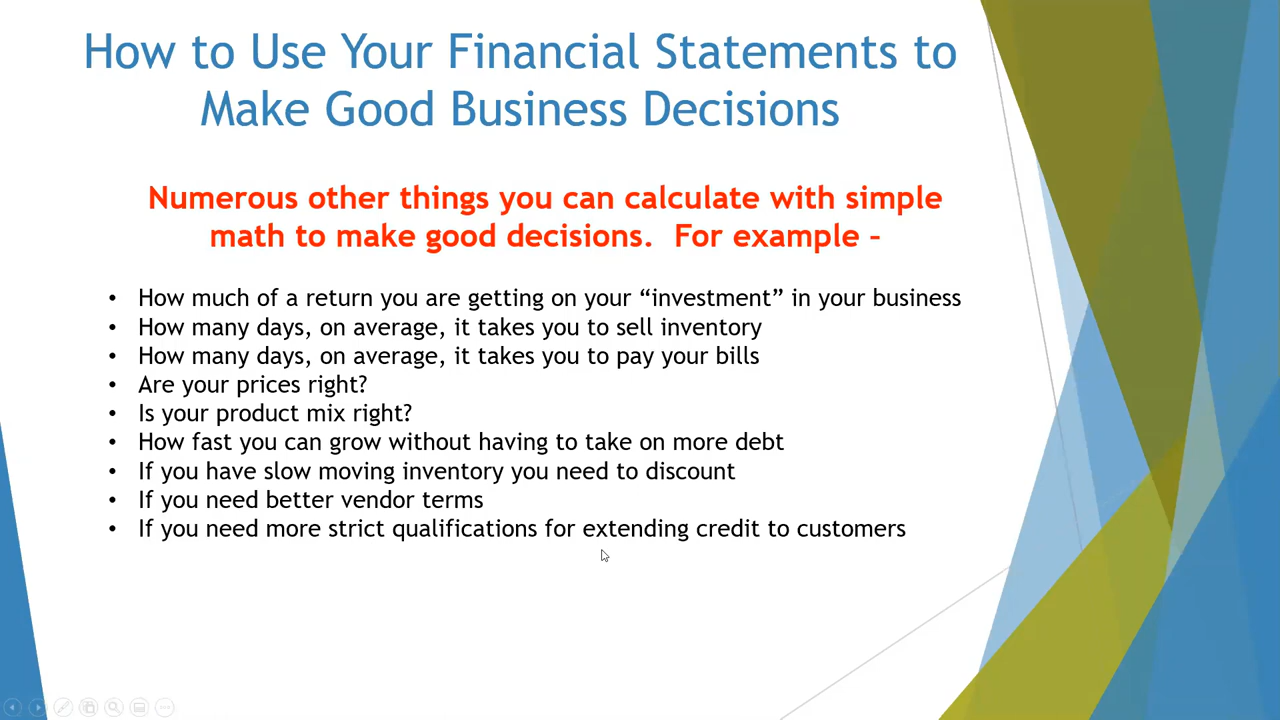 How to Use Your Financial Statements to
Make Good Business Decisions
Numerous other things you can calculate with simple
math to make good decisions.  For example –
• How much of a return you are getting on your “investment” in your business
• How many days, on average, it takes you to sell inventory
• How many days, on average, it takes you to pay your bills
• Are your prices right?
• Is your product mix right?
• How fast you can grow without having to take on more debt
• If you have slow moving inventory you need to discount
• If you need better vendor terms
• If you need more strict qualifications for extending credit to customers